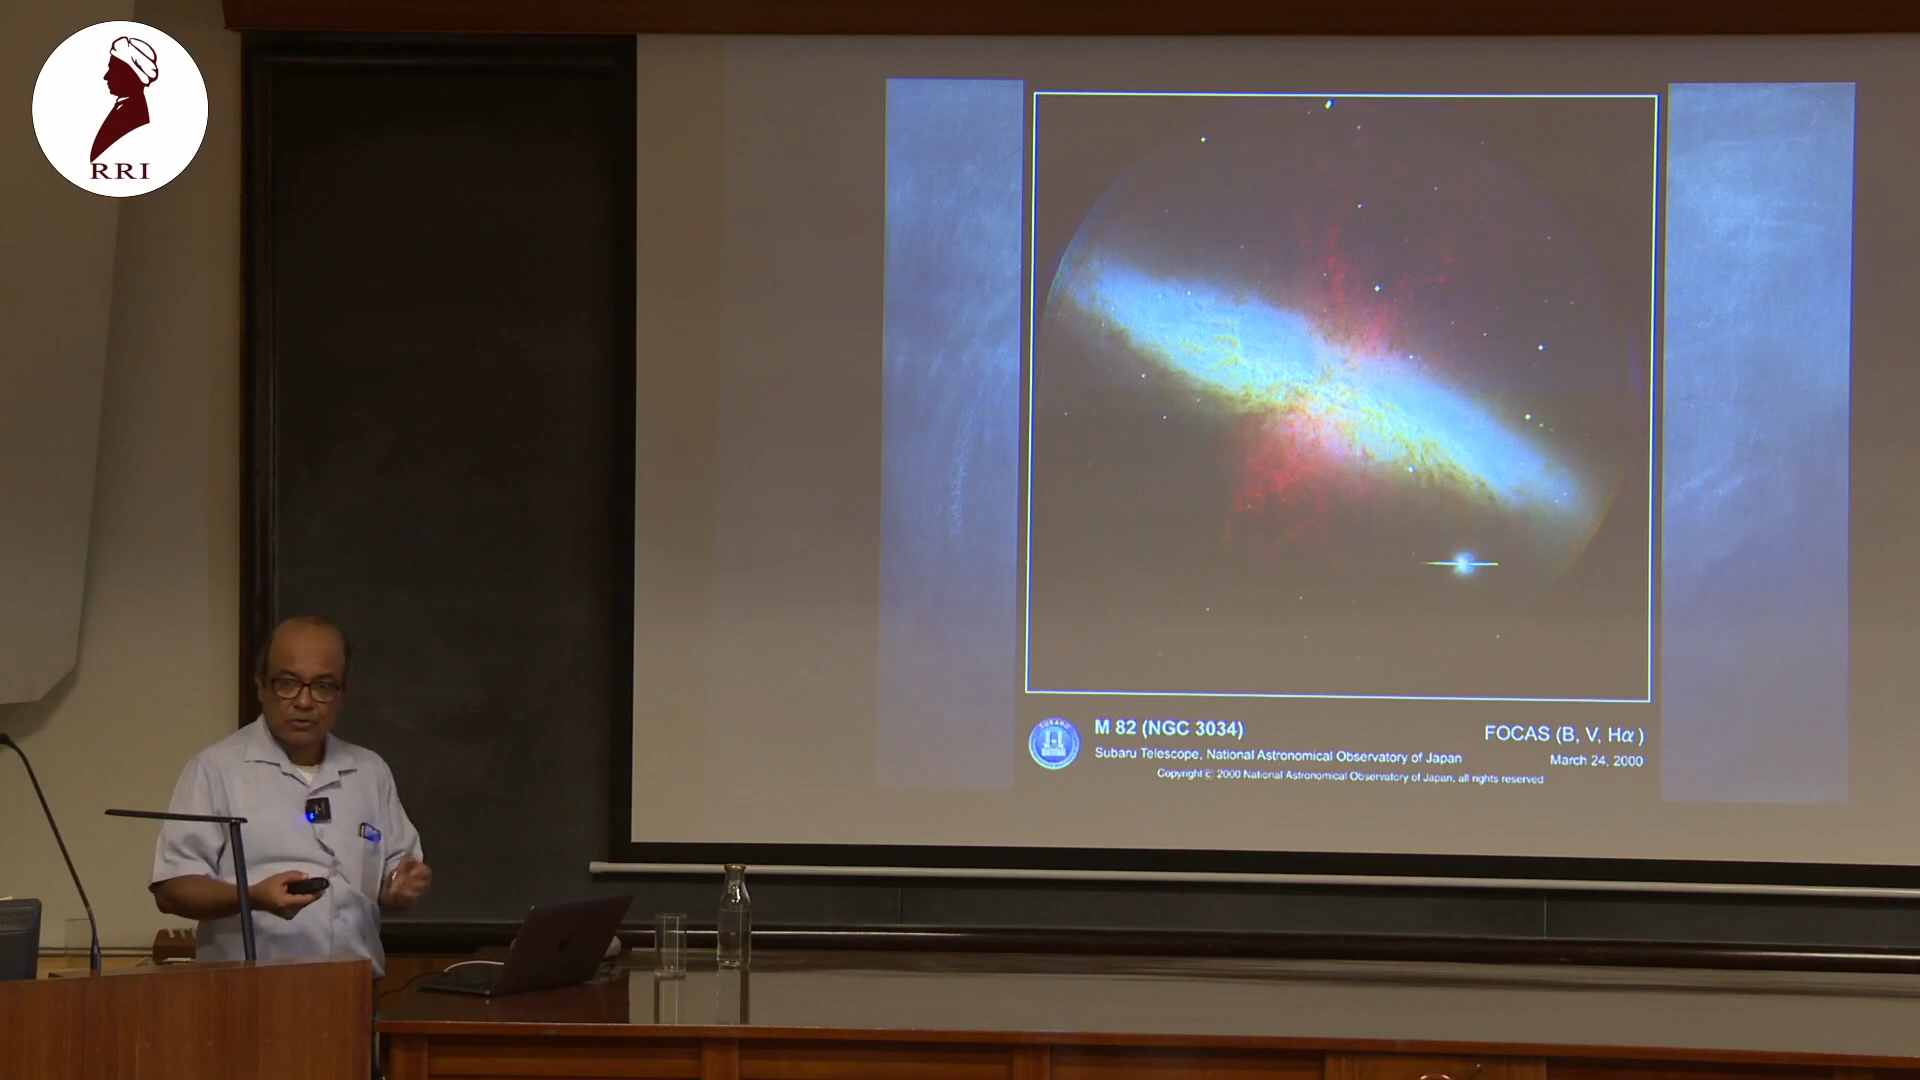 RRI
M 82 (NGC 3034)
FOCAS (B, V, Hα)
Subaru Telescope, National Astronomical Observatory of Japan
March 24, 2000
Copyright © 2000 National Astronomical Observatory of Japan, all rights reserved
SUBARU